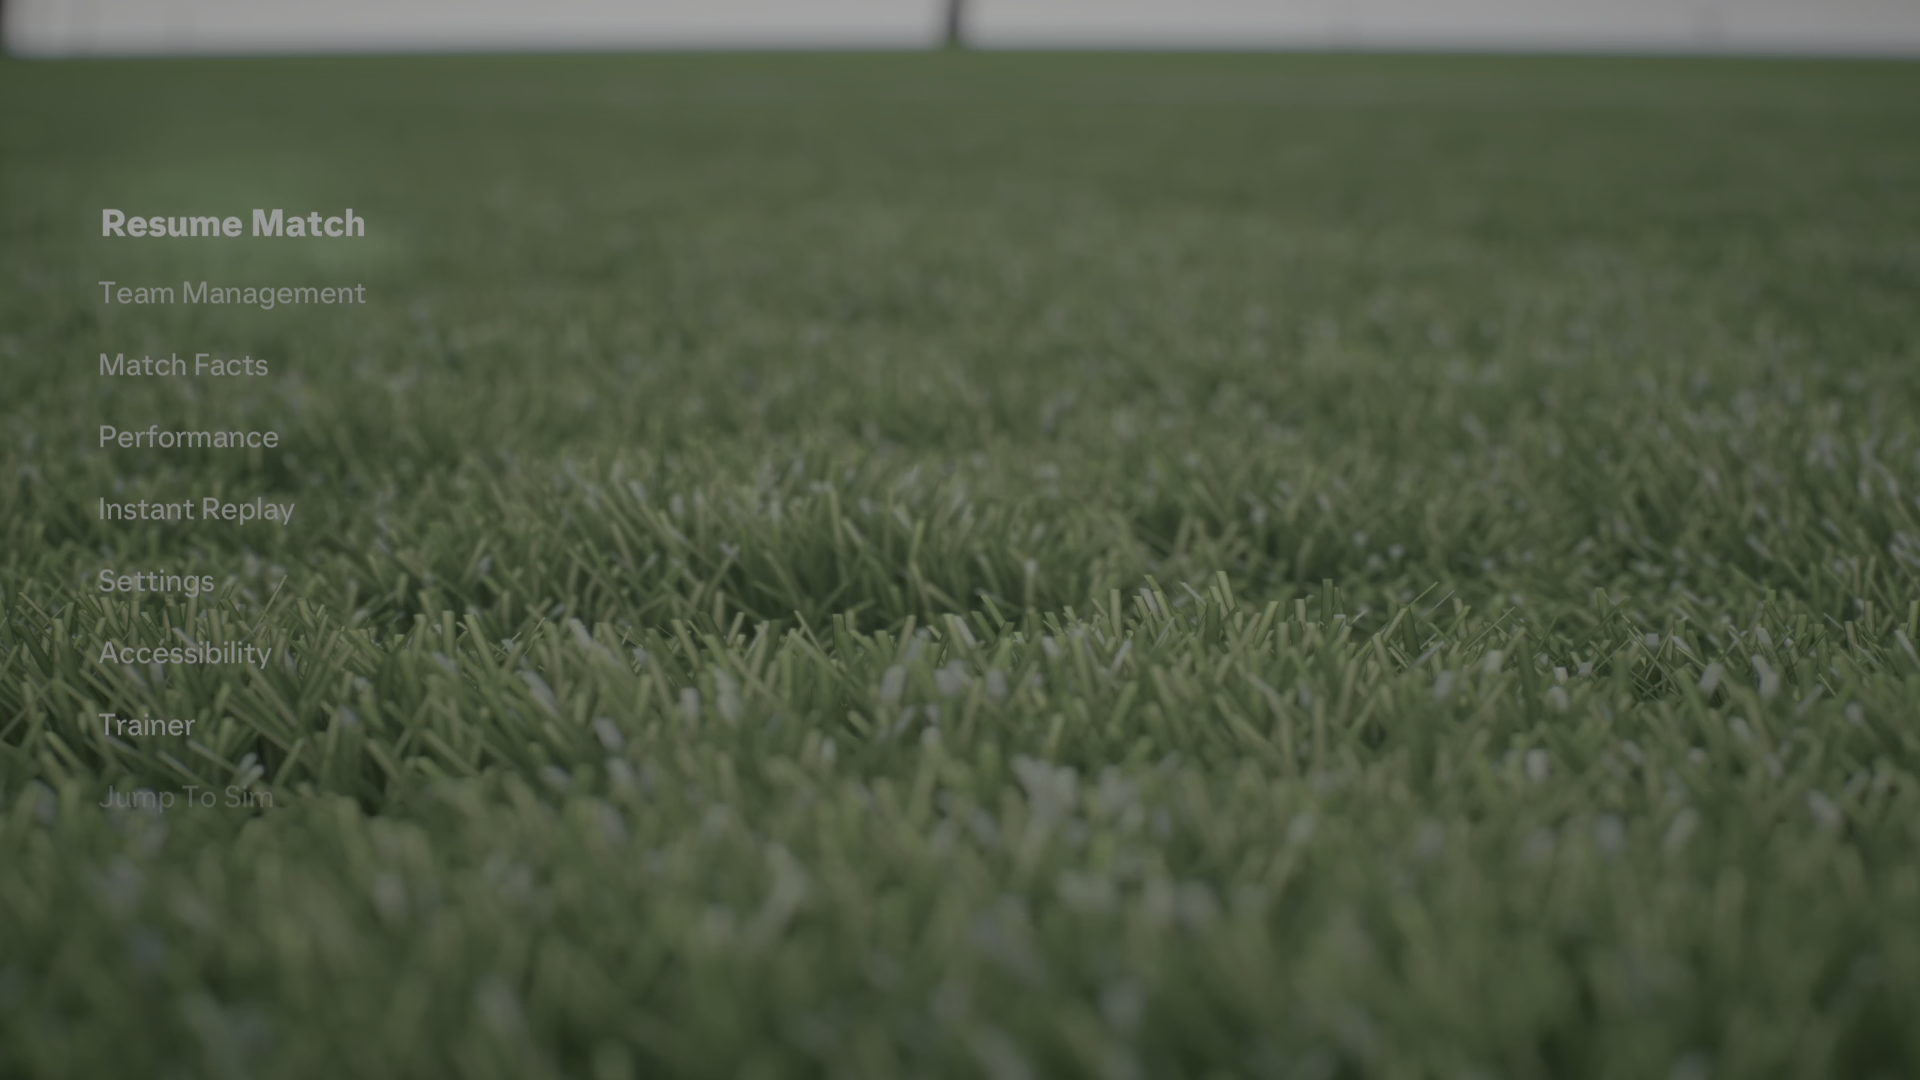 Resume Match
Team Management
Match Facts
Performance
Instant Replay
Settings
Accessibility
Trainer
Jump To Sim